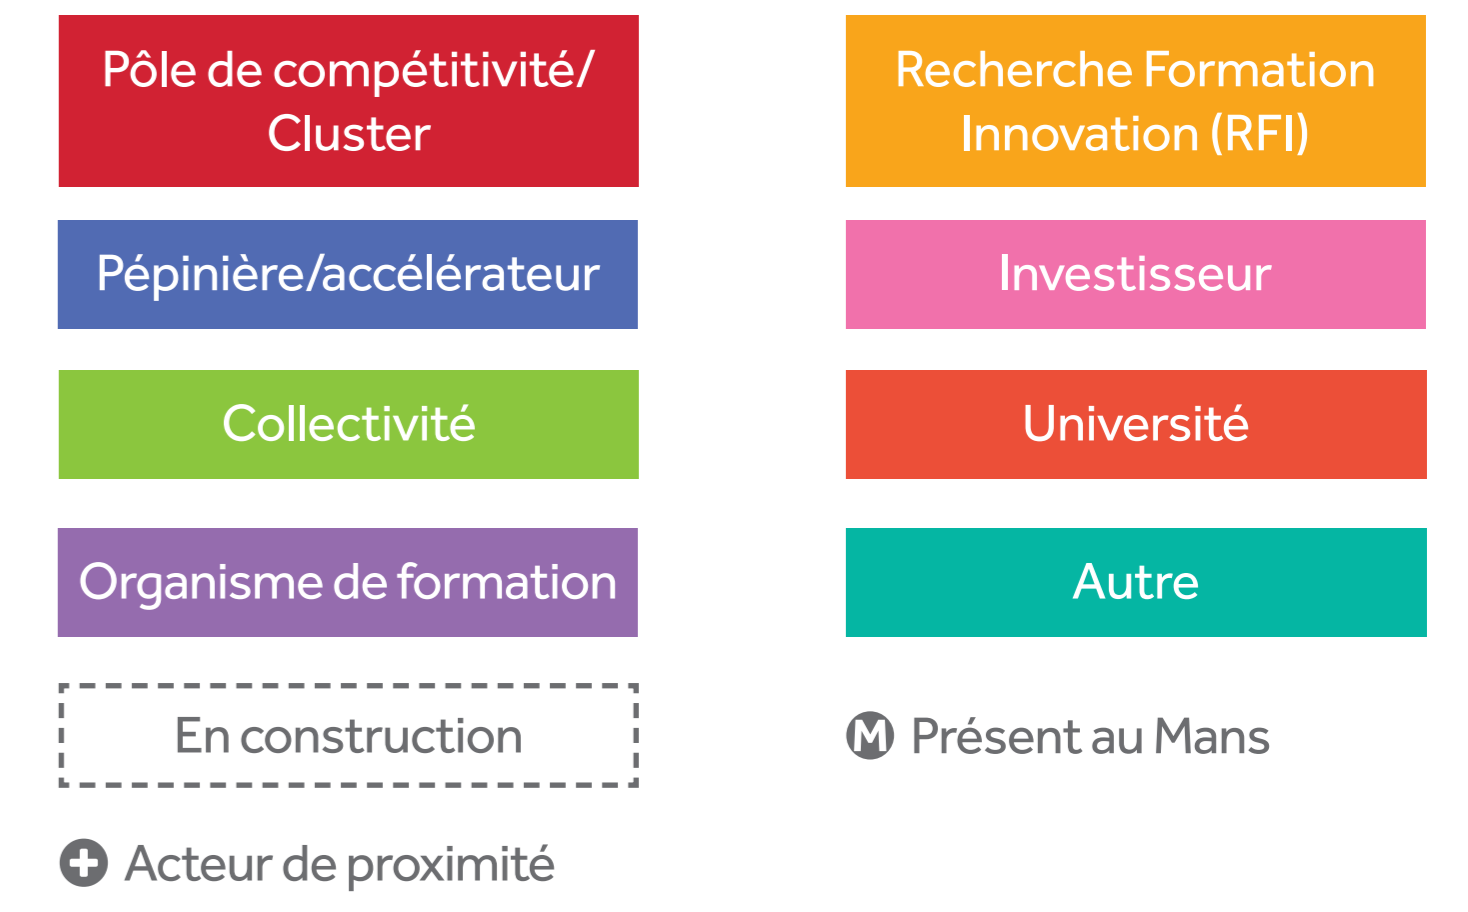 Pôle de compétitivité/
Cluster
Recherche Formation
Innovation (RFI)
Pépinière/accélérateur
Investisseur
Collectivité
Université
Organisme de formation
Autre
En construction
M Présent au Mans
Acteur de proximité